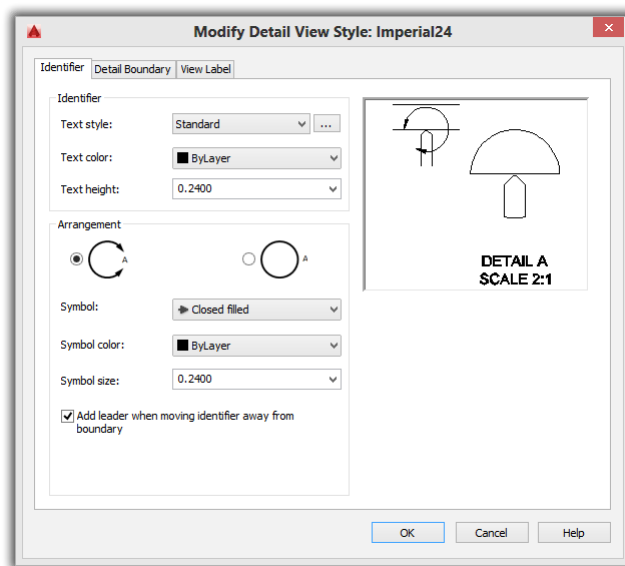 Modify Detail View Style: Imperial24
Identifier Detail Boundary View Label
Identifier
Text style: Standard ...
Text color: ByLayer
Text height: 0.2400
Arrangement
A A
Symbol: Closed filled
Symbol color: ByLayer
Symbol size: 0.2400
Add leader when moving identifier away from
boundary
DETAIL A
SCALE 2:1
OK Cancel Help